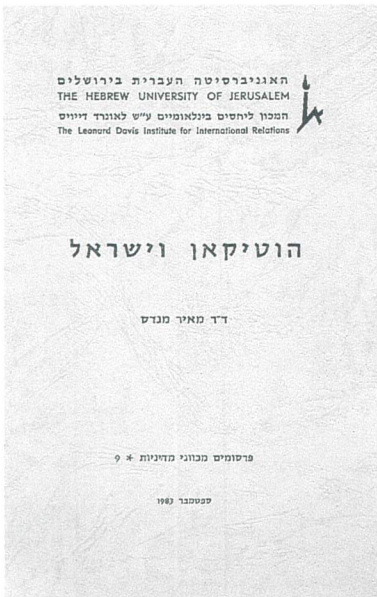 האוניברסיטה העברית בירושלים
THE HEBREW UNIVERSITY OF JERUSALEM
המכון ליחסים בינלאומיים ע"ש לאונרד דייויס
The Leonard Davis Institute for International Relations
הוטיקאן וישראל
ד"ר מאיר מנדס
פרסומים מכווני מדיניות * 9
ספטמבר 1983